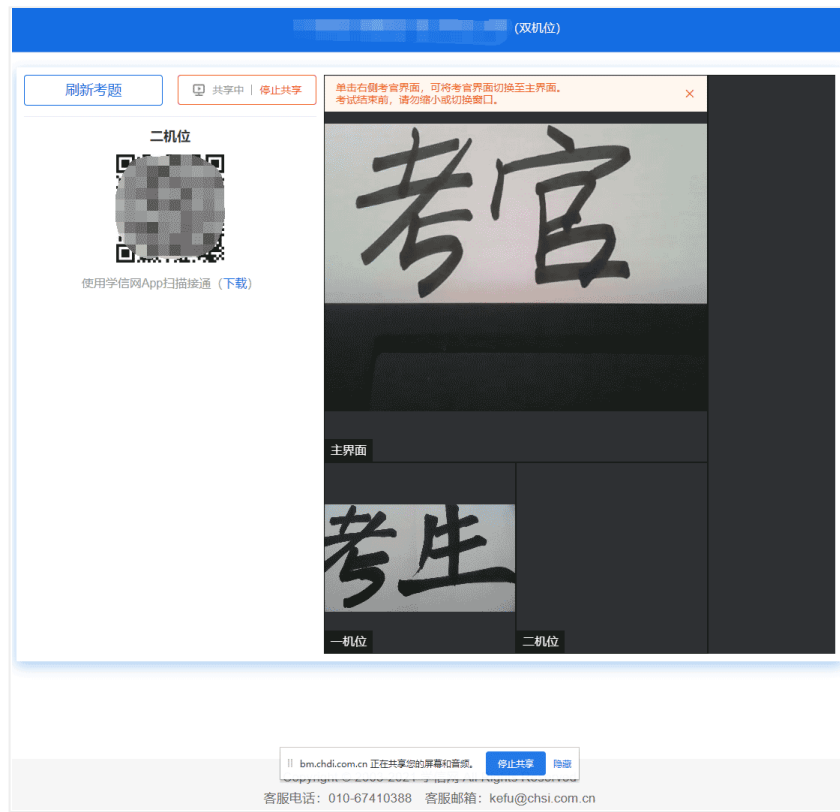 (双机位)
刷新考题
共享中 | 停止共享
二机位
使用学信网App扫描接通（下载）
单击右侧考官界面，可将考官界面切换至主界面。
考试结束前，请勿缩小或切换窗口。
考官
主界面
考生
一机位
二机位
bm.chdi.com.cn 正在共享您的屏幕和音频。
停止共享
隐藏
客服电话：010-67410388 客服邮箱：kefu@chsi.com.cn